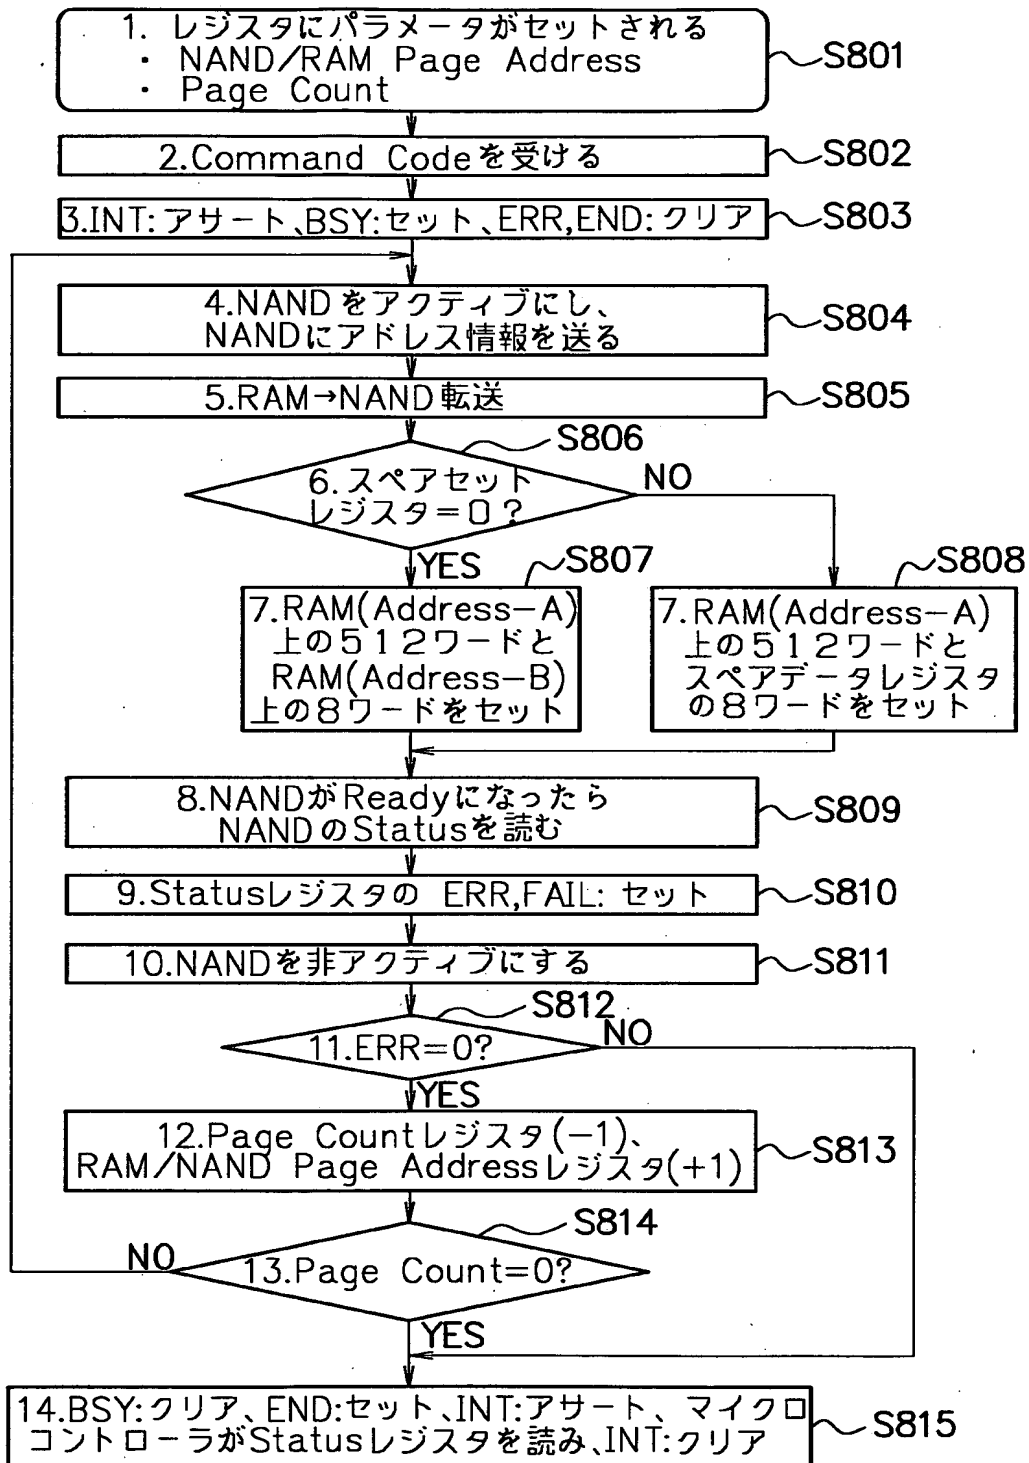 1. レジスタにパラメータがセットされる
・ NAND/RAM Page Address
・ Page Count
S801
2.Command Codeを受ける
S802
3.INT:アサート、BSY:セット、ERR,END:クリア
S803
4.NANDをアクティブにし、
NANDにアドレス情報を送る
S804
5.RAM→NAND転送
S805
S806
6.スペアセット
レジスタ=0?
NO
YES
S807
7.RAM(Address-A)
上の512ワードと
RAM(Address-B)
上の8ワードをセット
S808
7.RAM(Address-A)
上の512ワードと
スペアデータレジスタ
の8ワードをセット
8.NANDがReadyになったら
NANDのStatusを読む
S809
9.Statusレジスタの ERR,FAIL: セット
S810
10.NANDを非アクティブにする
S811
S812
11.ERR=0?
NO
YES
12.Page Countレジスタ(-1)、
RAM/NAND Page Addressレジスタ(+1)
S813
S814
NO
13.Page Count=0?
YES
14.BSY:クリア、END:セット、INT:アサート、マイクロ
コントローラがStatusレジスタを読み、INT:クリア
S815